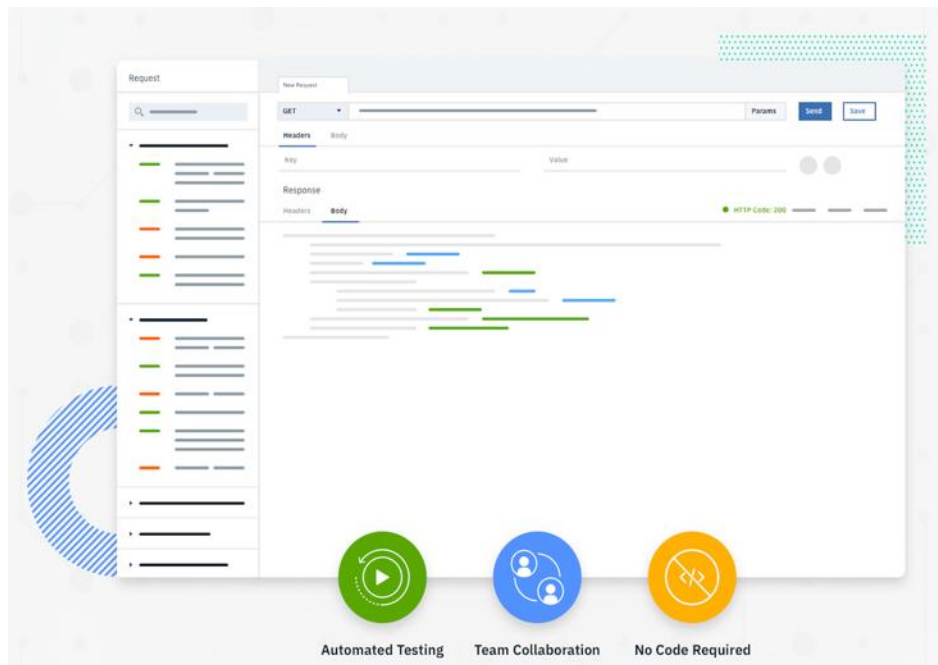 Request
New Request
GET Params Send Save
Headers Body
Key Value
Response
Headers Body HTTP Code: 200
Automated Testing Team Collaboration No Code Required